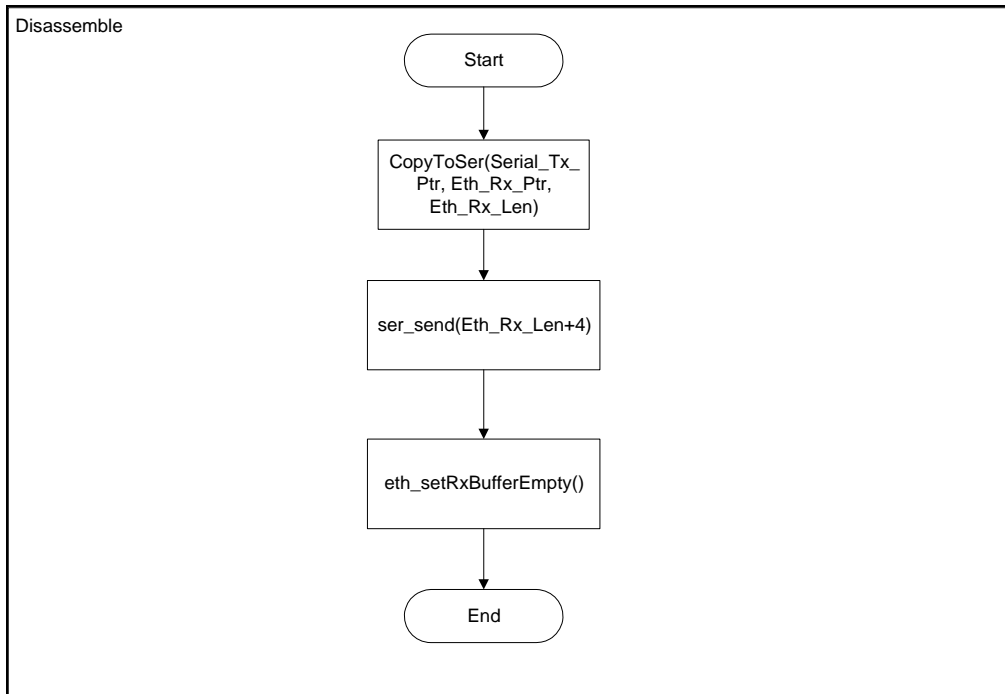 Disassemble
Start
CopyToSer(Serial_Tx_
Ptr, Eth_Rx_Ptr,
Eth_Rx_Len)
ser_send(Eth_Rx_Len+4)
eth_setRxBufferEmpty()
End